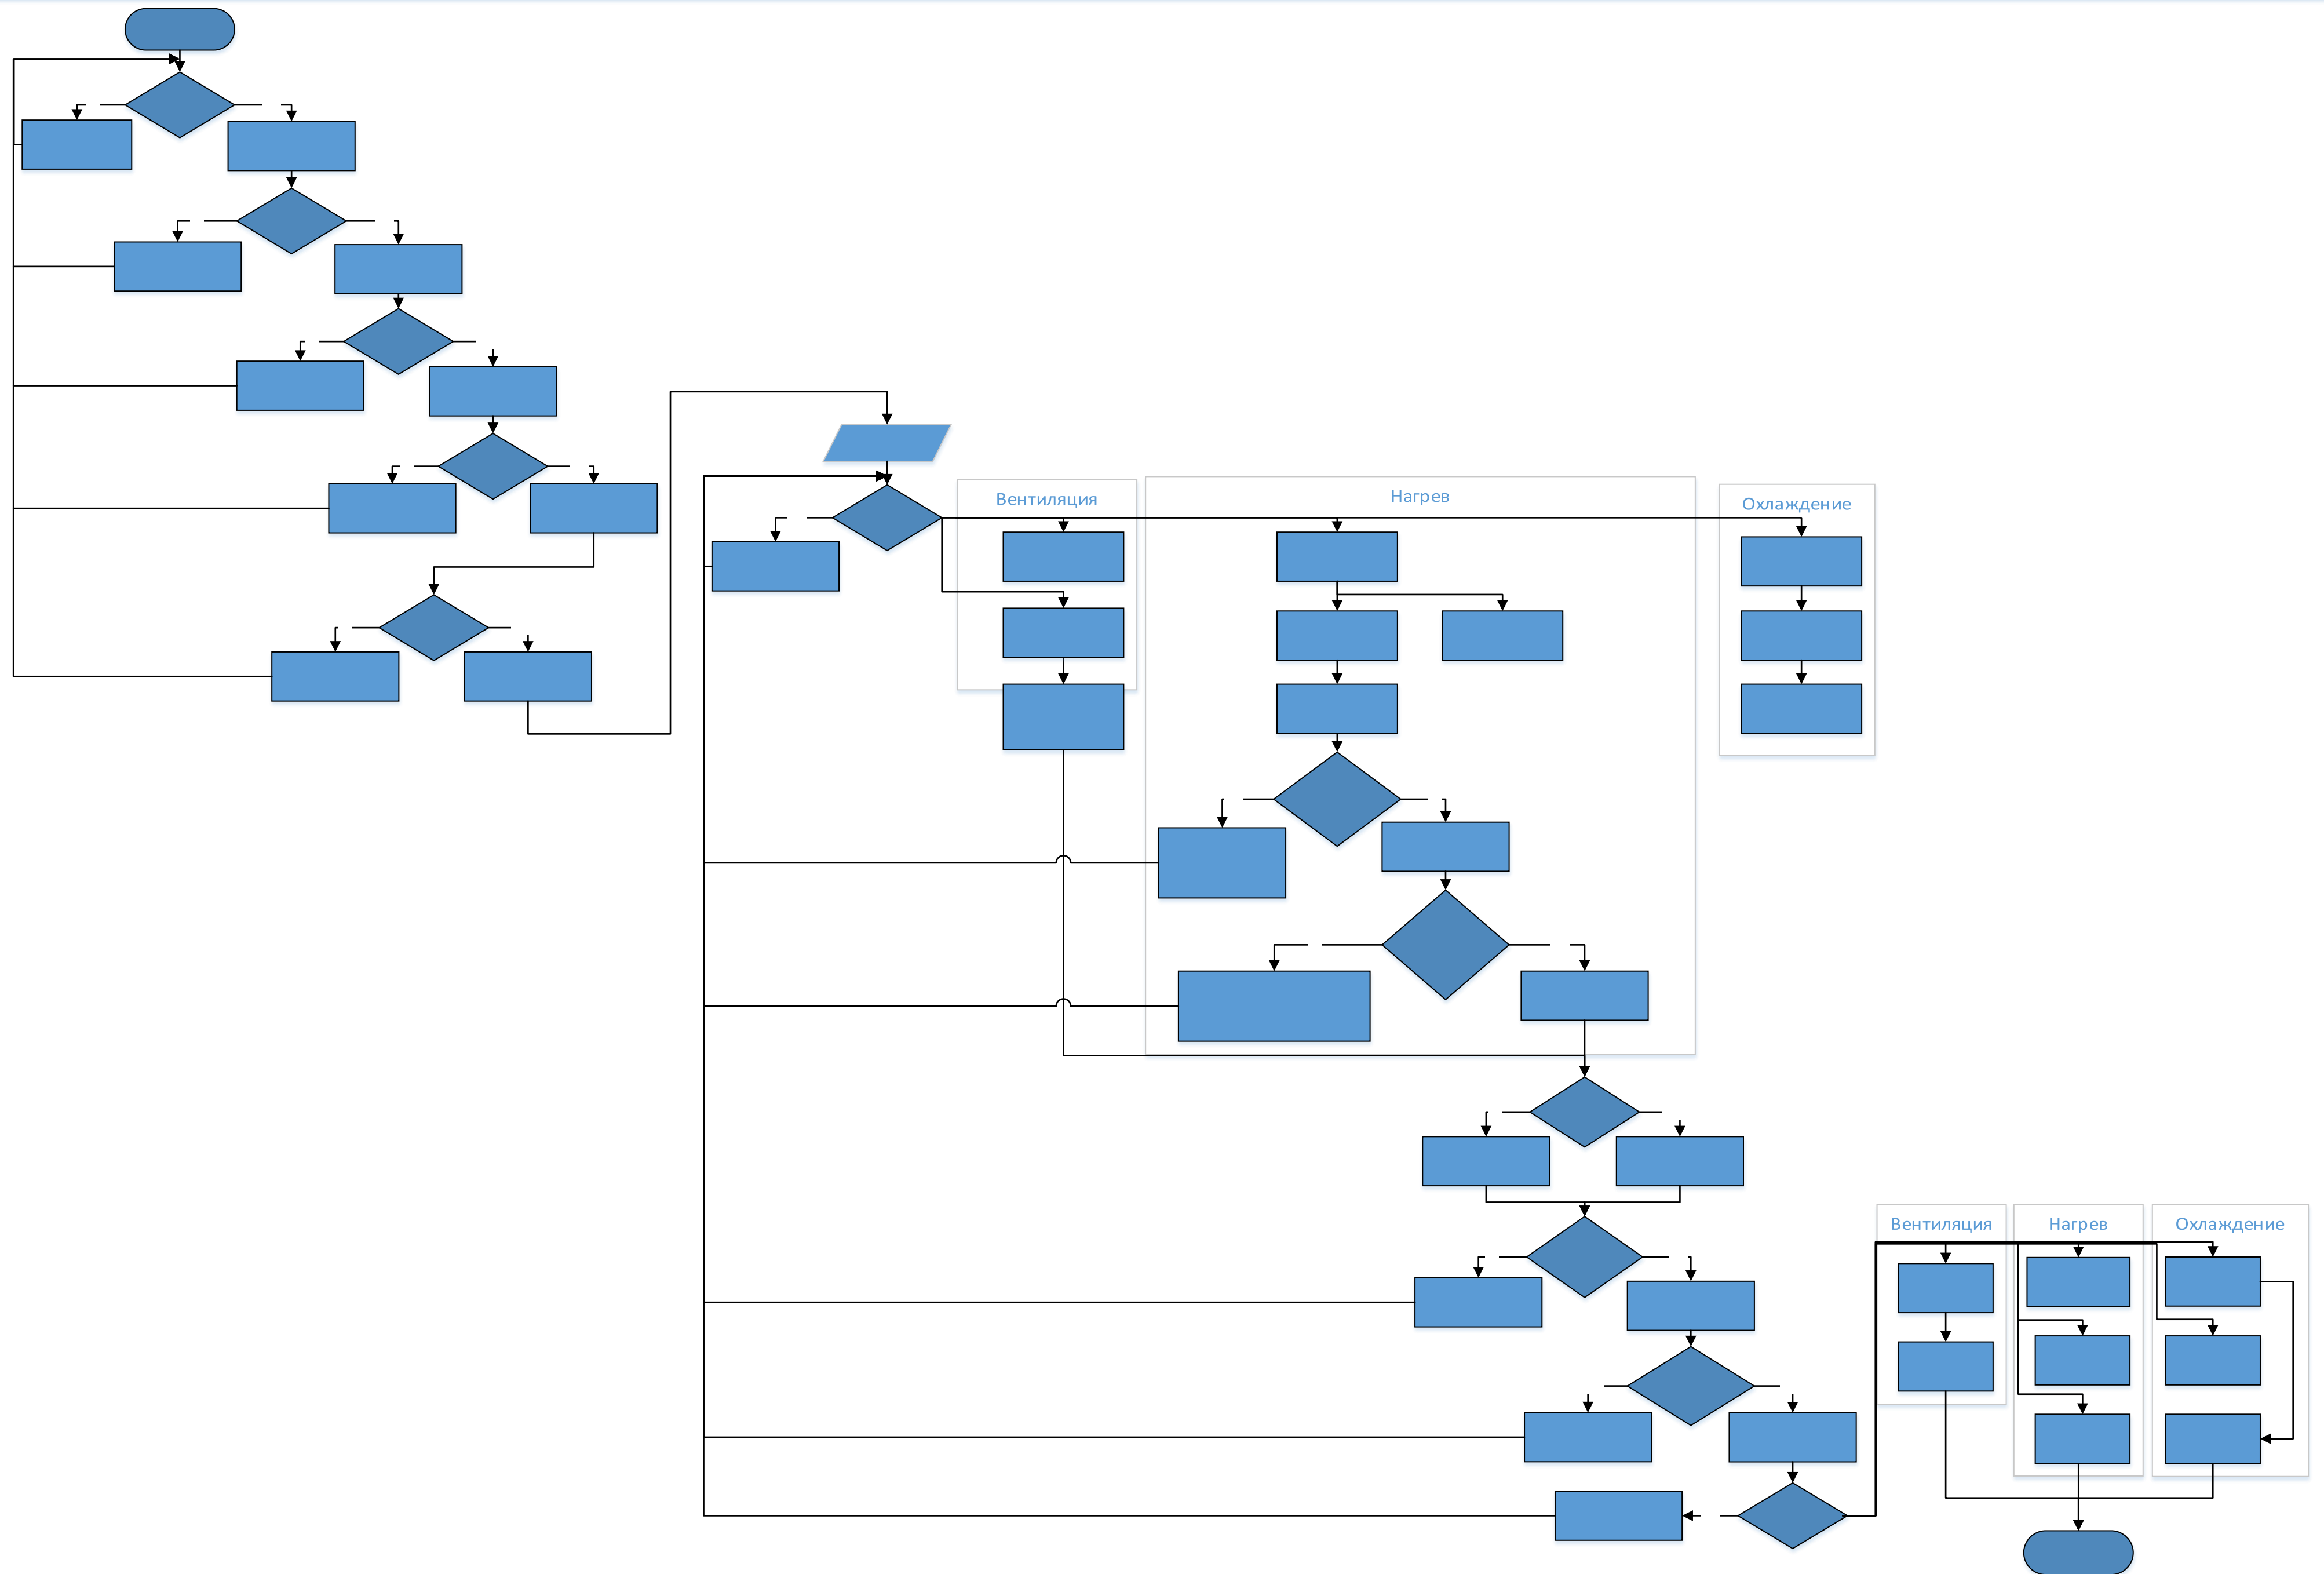 Вентиляция
Нагрев
Охлаждение
Вентиляция
Нагрев
Охлаждение